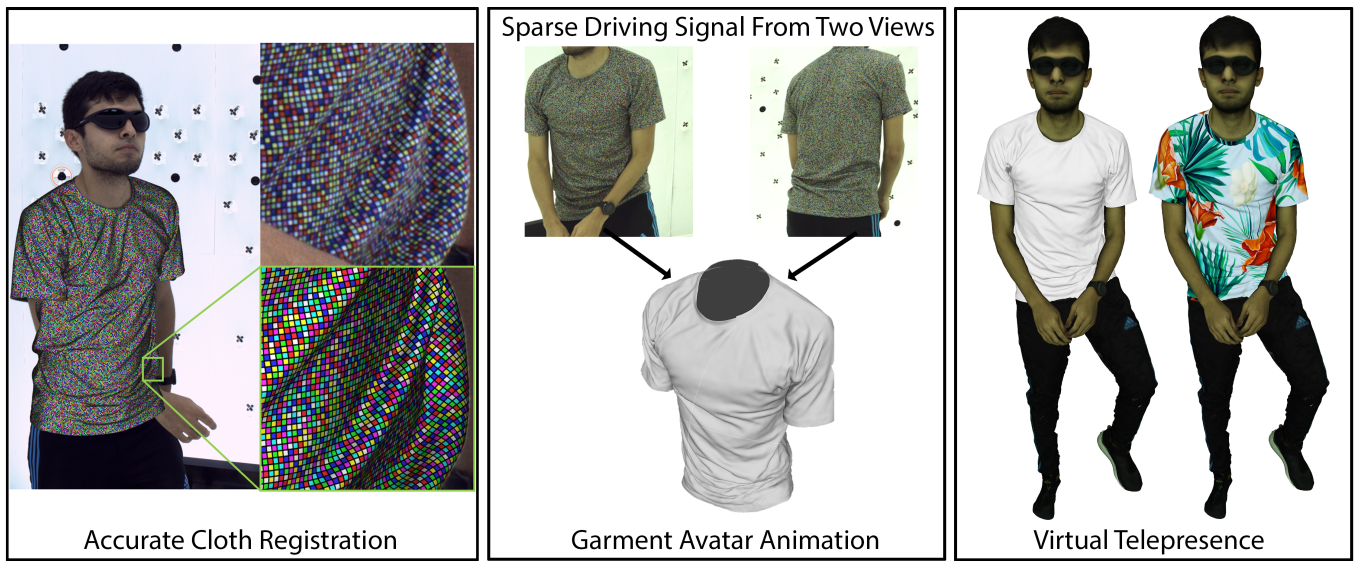 Sparse Driving Signal From Two Views
Accurate Cloth Registration
Garment Avatar Animation
Virtual Telepresence